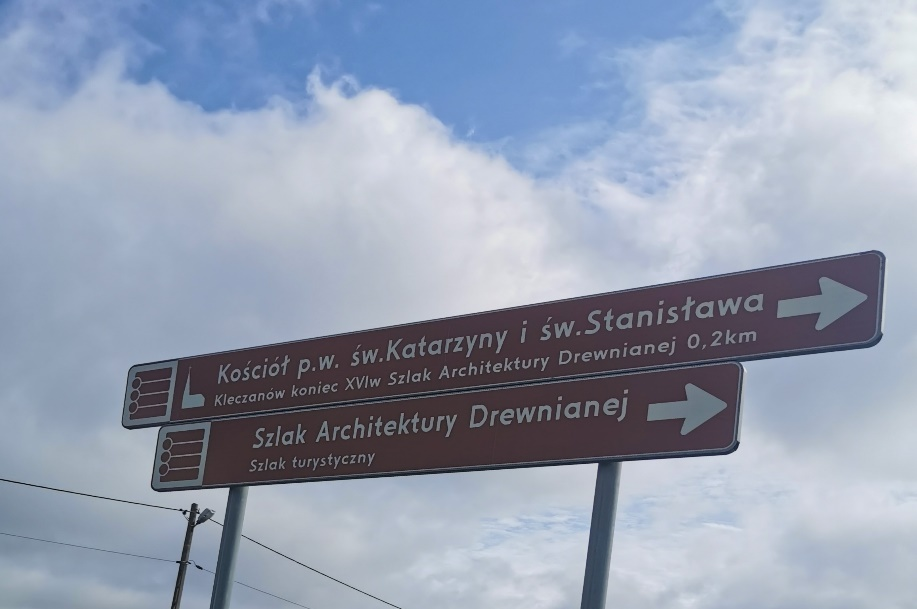 Kościół p.w. św.Katarzyny i św.Stanisława
Kleczanów koniec XVIw Szlak Architektury Drewnianej 0,2km
Szlak Architektury Drewnianej
Szlak turystyczny